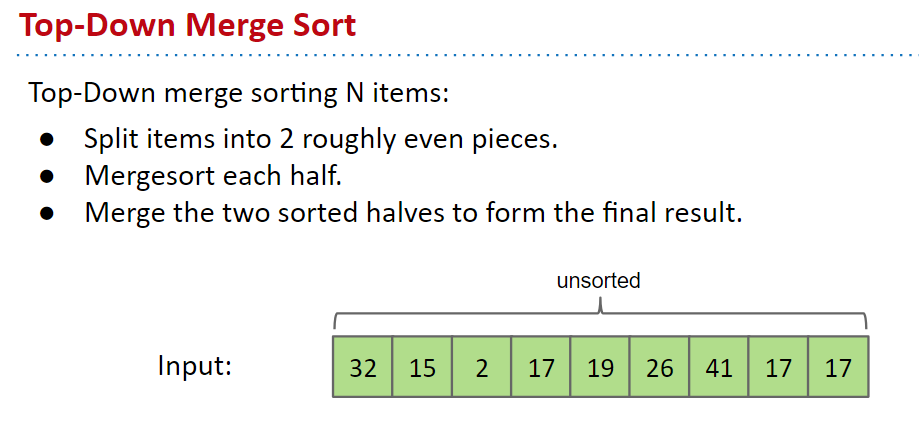 Top-Down Merge Sort
Top-Down merge sorting N items:
● Split items into 2 roughly even pieces.
● Mergesort each half.
● Merge the two sorted halves to form the final result.
unsorted
Input: 32 15 2 17 19 26 41 17 17